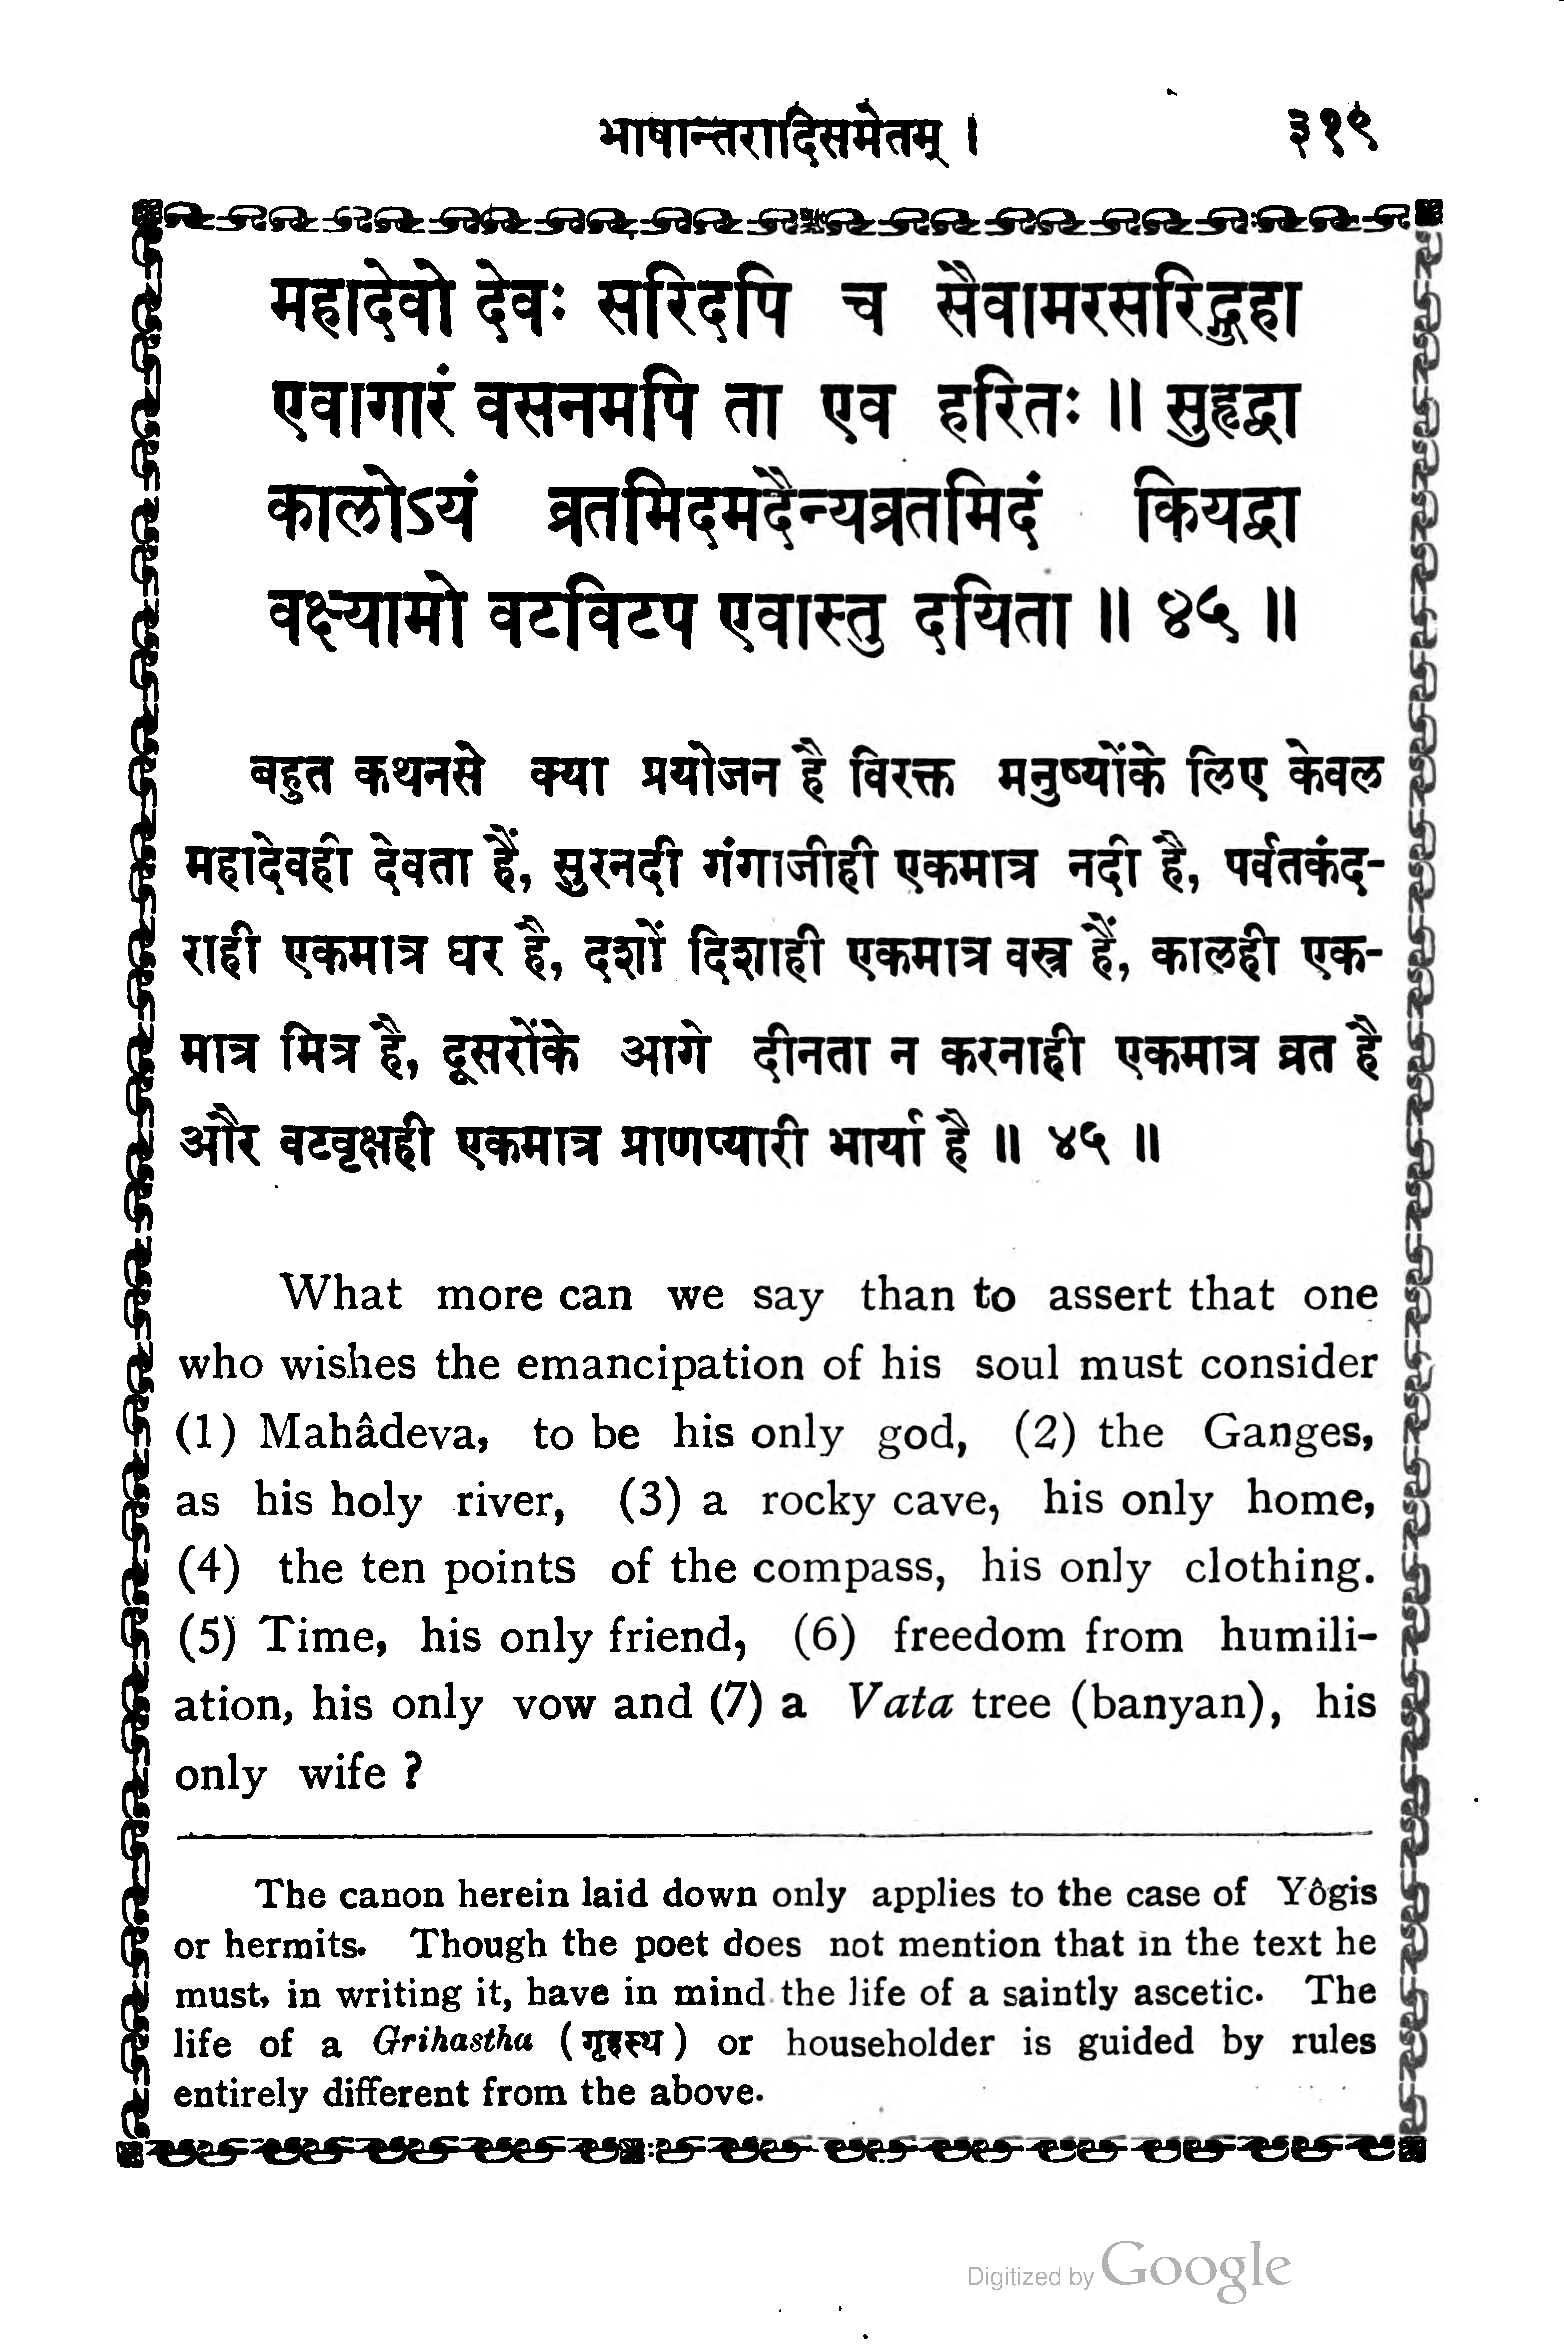 भाषान्तरादिसमेतम् । ३१९
महादेवो देवः सरिदपि च सैवामरसरिद्गुहा
एवागारं वसनमपि ता एव हरितः ॥ सुहृद्वा
कालोऽयं व्रतमिदमदैन्यव्रतमिदं कियद्वा
वक्ष्यामो वटविटप एवास्तु दयिता ॥ ४५ ॥
बहुत कथनसे क्या प्रयोजन है विरक्त मनुष्योंके लिए केवल
महादेवही देवता हैं, सुरनदी गंगाजीही एकमात्र नदी है, पर्वतकंद-
राही एकमात्र घर है, दशों दिशाही एकमात्र वस्त्र हैं, कालही एक-
मात्र मित्र है, दूसरोंके आगे दीनता न करनाही एकमात्र व्रत है
और वटवृक्षही एकमात्र प्राणप्यारी भार्या है ॥ ४५ ॥
What more can we say than to assert that one
who wishes the emancipation of his soul must consider
(1) Mahâdeva, to be his only god, (2) the Ganges,
as his holy river, (3) a rocky cave, his only home,
(4) the ten points of the compass, his only clothing.
(5) Time, his only friend, (6) freedom from humili-
ation, his only vow and (7) a Vata tree (banyan), his
only wife ?
The canon herein laid down only applies to the case of Yôgis
or hermits. Though the poet does not mention that in the text he
must, in writing it, have in mind the life of a saintly ascetic. The
life of a Grihastha (गृहस्थ) or householder is guided by rules
entirely different from the above.
Digitized by Google